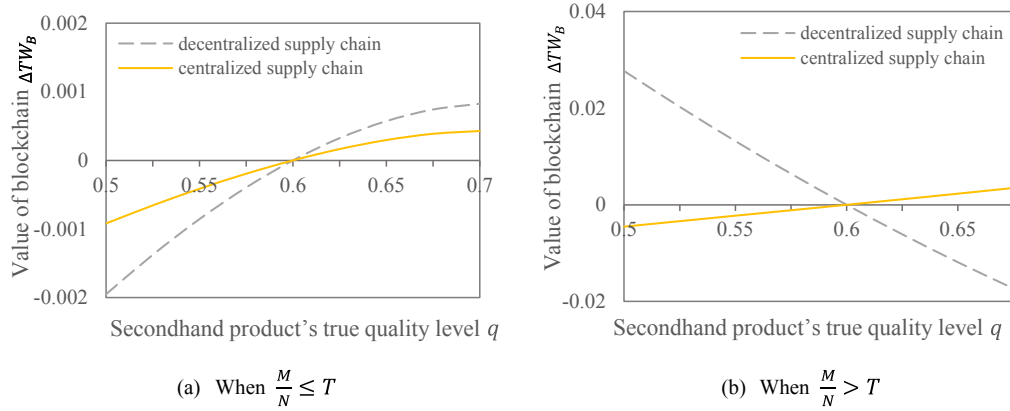 0.002
decentralized supply chain
centralized supply chain
0.001
0
0.5
0.55
0.6
0.65
0.7
-0.001
-0.002
Value of blockchain ΔTW_B
Secondhand product's true quality level q
(a) When M/N ≤ T
0.04
decentralized supply chain
centralized supply chain
0.02
0
0.5
0.55
0.6
0.65
-0.02
Value of blockchain ΔTW_B
Secondhand product's true quality level q
(b) When M/N > T